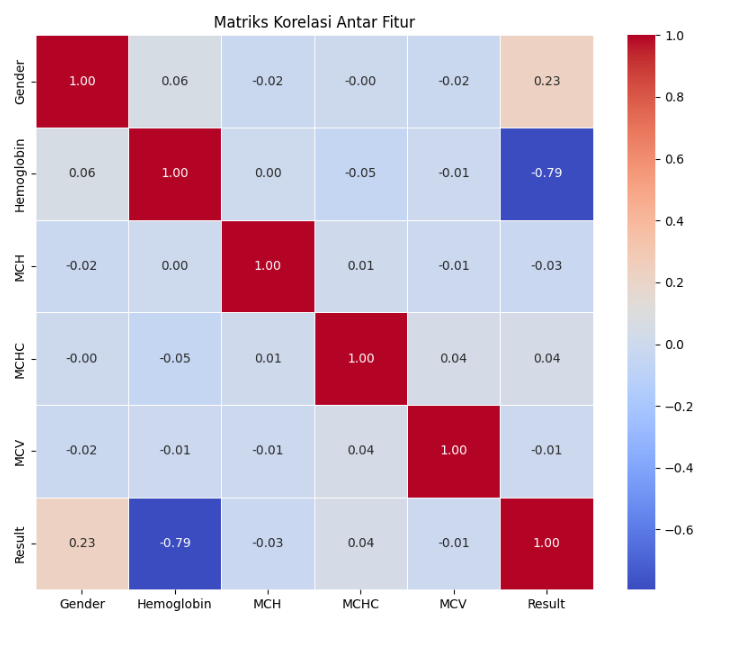 Matriks Korelasi Antar Fitur
Gender 1.00 0.06 -0.02 -0.00 -0.02 0.23
Hemoglobin 0.06 1.00 0.00 -0.05 -0.01 -0.79
MCH -0.02 0.00 1.00 0.01 -0.01 -0.03
MCHC -0.00 -0.05 0.01 1.00 0.04 0.04
MCV -0.02 -0.01 -0.01 0.04 1.00 -0.01
Result 0.23 -0.79 -0.03 0.04 -0.01 1.00
Gender Hemoglobin MCH MCHC MCV Result
1.0
0.8
0.6
0.4
0.2
0.0
−0.2
−0.4
−0.6